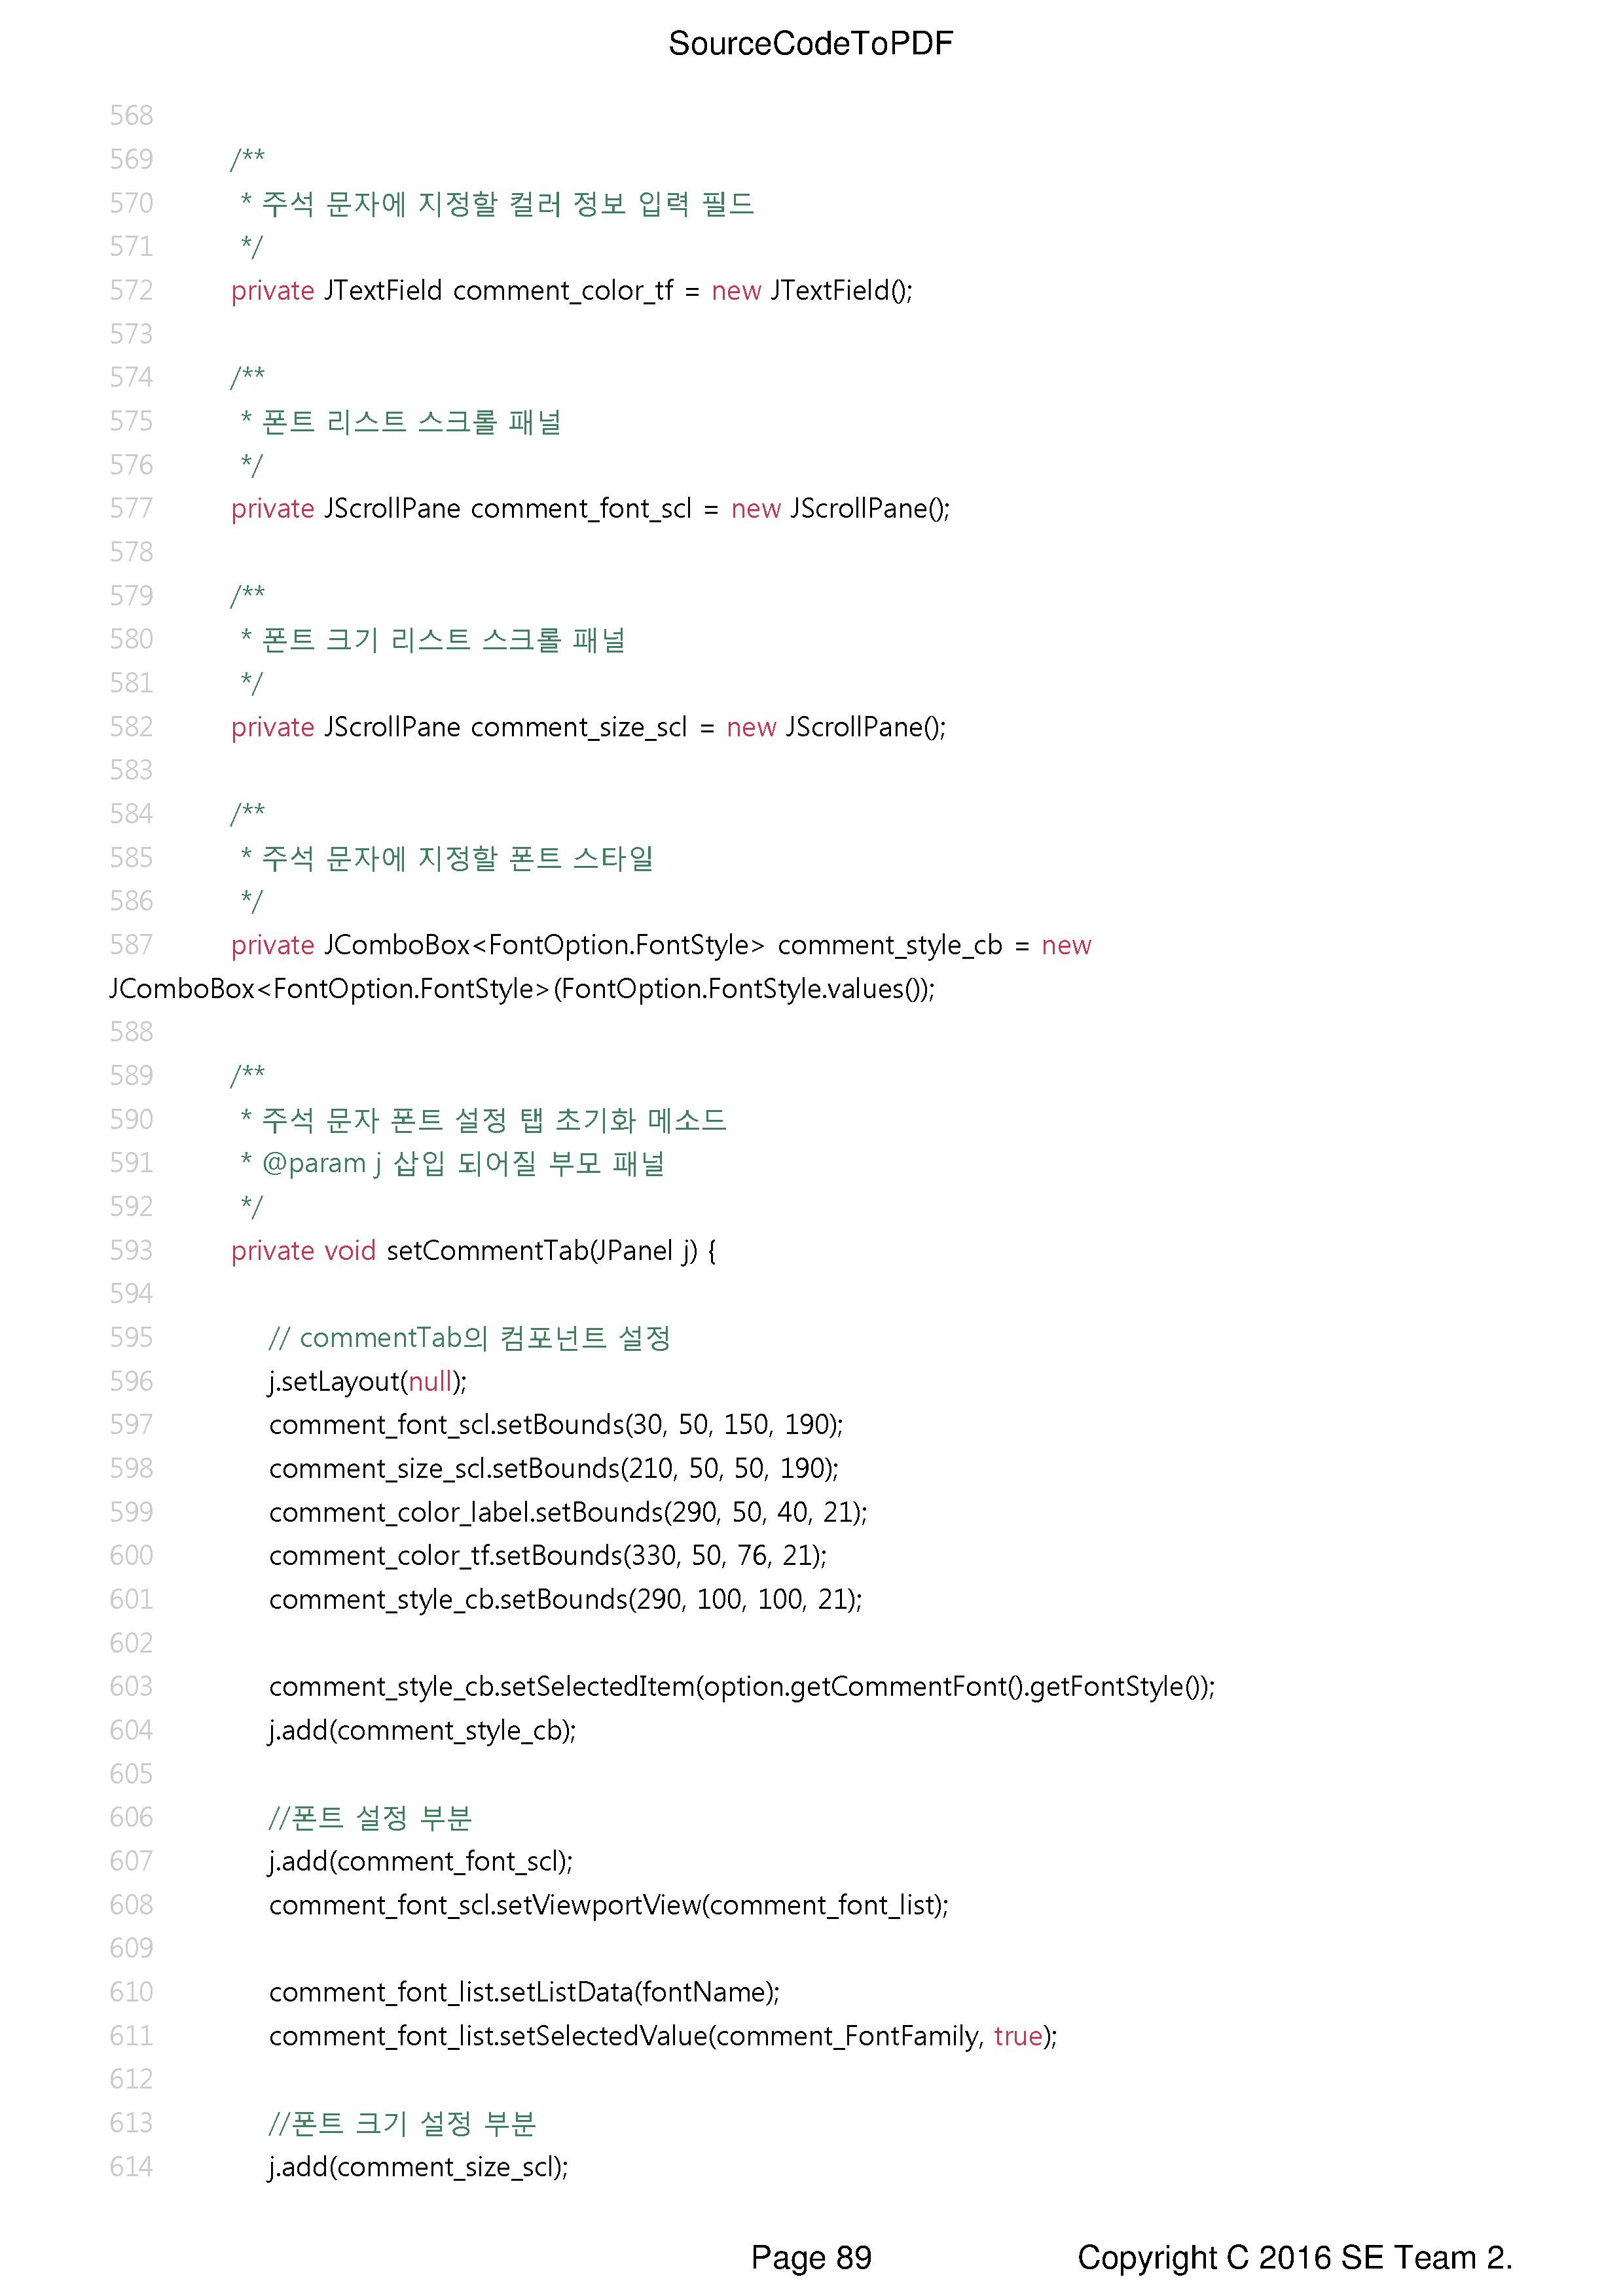 SourceCodeToPDF
568
569 /**
570 * 주석 문자에 지정할 컬러 정보 입력 필드
571 */
572 private JTextField comment_color_tf = new JTextField();
573
574 /**
575 * 폰트 리스트 스크롤 패널
576 */
577 private JScrollPane comment_font_scl = new JScrollPane();
578
579 /**
580 * 폰트 크기 리스트 스크롤 패널
581 */
582 private JScrollPane comment_size_scl = new JScrollPane();
583
584 /**
585 * 주석 문자에 지정할 폰트 스타일
586 */
587 private JComboBox<FontOption.FontStyle> comment_style_cb = new
JComboBox<FontOption.FontStyle>(FontOption.FontStyle.values());
588
589 /**
590 * 주석 문자 폰트 설정 탭 초기화 메소드
591 * @param j 삽입 되어질 부모 패널
592 */
593 private void setCommentTab(JPanel j) {
594
595 // commentTab의 컴포넌트 설정
596 j.setLayout(null);
597 comment_font_scl.setBounds(30, 50, 150, 190);
598 comment_size_scl.setBounds(210, 50, 50, 190);
599 comment_color_label.setBounds(290, 50, 40, 21);
600 comment_color_tf.setBounds(330, 50, 76, 21);
601 comment_style_cb.setBounds(290, 100, 100, 21);
602
603 comment_style_cb.setSelectedItem(option.getCommentFont().getFontStyle());
604 j.add(comment_style_cb);
605
606 //폰트 설정 부분
607 j.add(comment_font_scl);
608 comment_font_scl.setViewportView(comment_font_list);
609
610 comment_font_list.setListData(fontName);
611 comment_font_list.setSelectedValue(comment_FontFamily, true);
612
613 //폰트 크기 설정 부분
614 j.add(comment_size_scl);
Page 89 Copyright C 2016 SE Team 2.